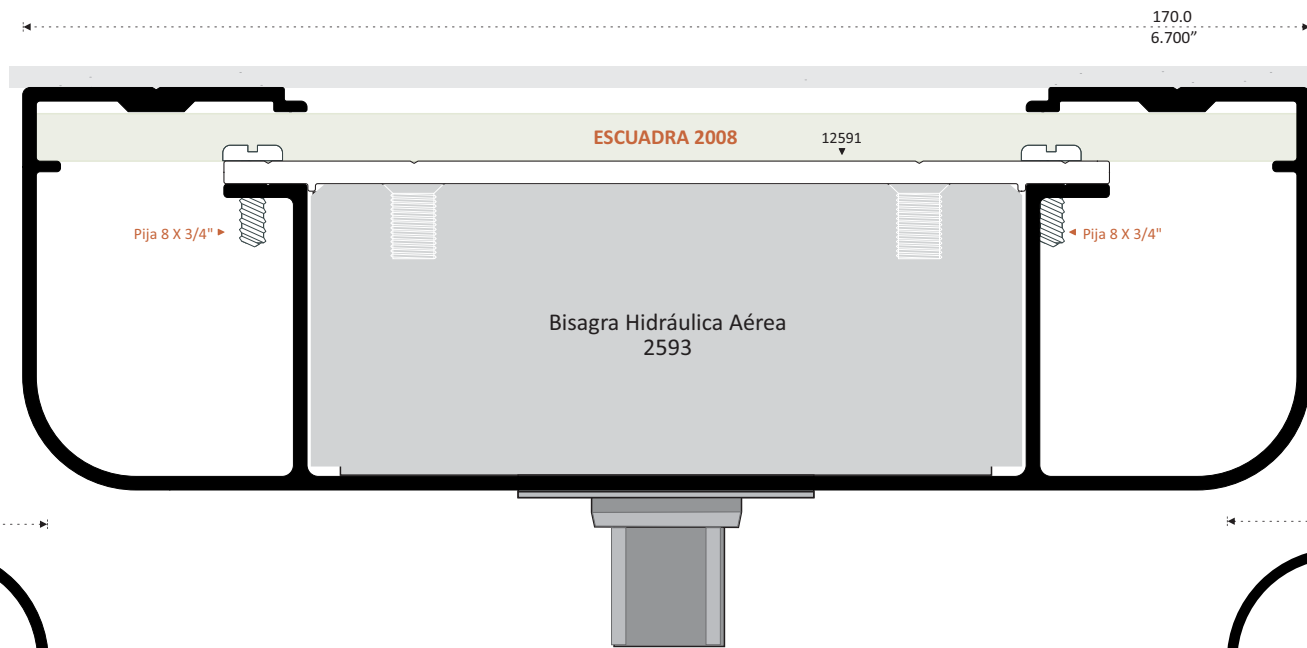 170.0
6.700”
ESCUADRA 2008
12591
Pija 8 X 3/4"
Pija 8 X 3/4"
Bisagra Hidráulica Aérea
2593